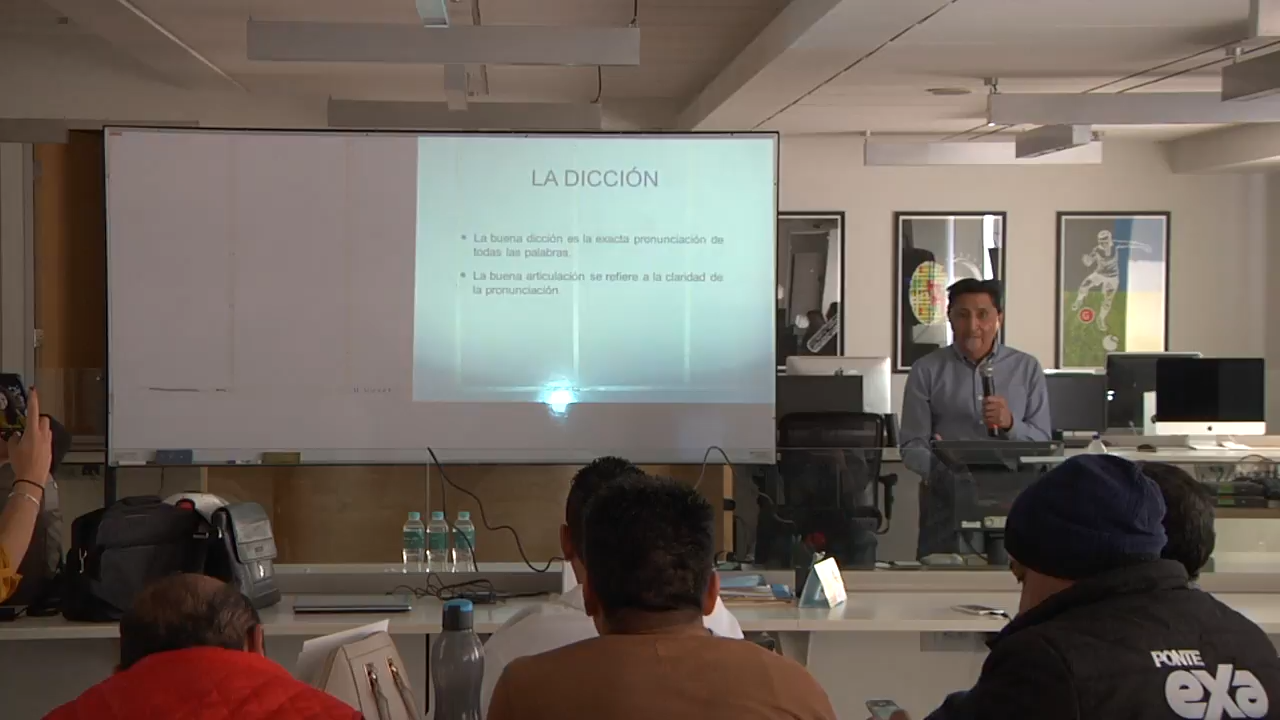 LA DICCIÓN
La buena dicción es la exacta pronunciación de
todas las palabras.
La buena articulación se refiere a la claridad de
la pronunciación.
G
PONTE
exa